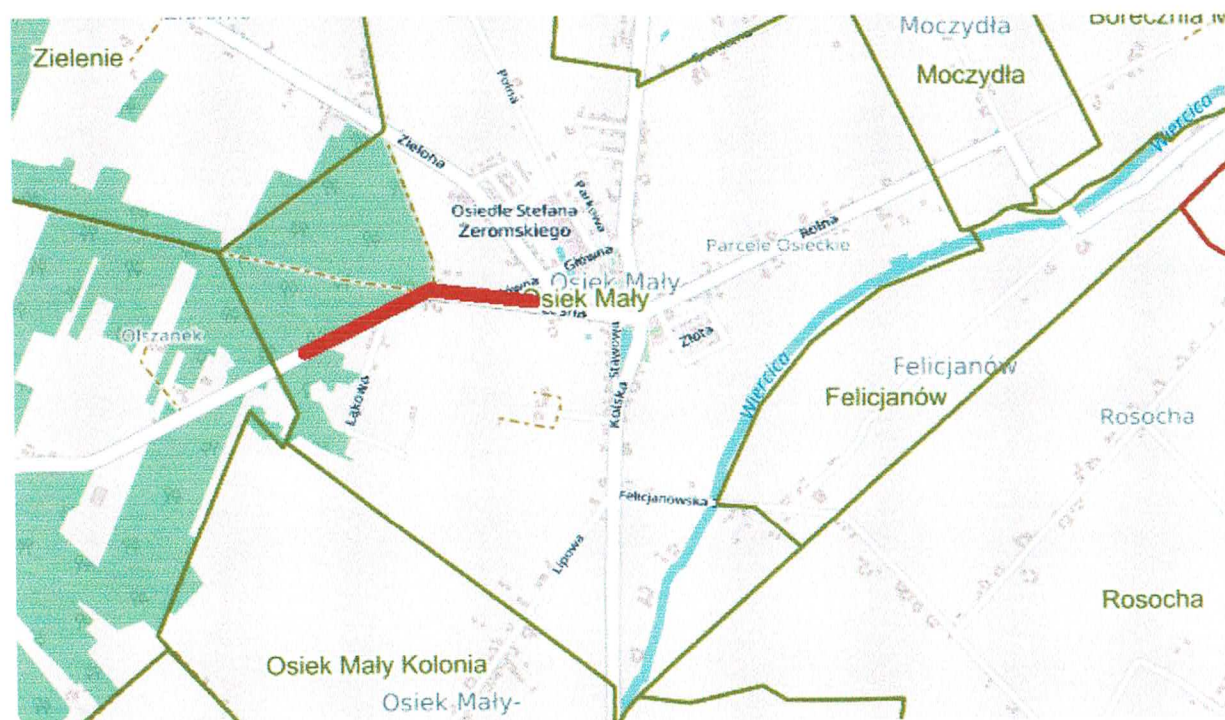 Moczydła
Zielenie
Moczydła
Wiercica
Polna
Zielona
Parkowa
Osiedle Stefana
Żeromskiego
Rolna
Parcele Osieckie
Główna
Osiek Mały
Osiek Mały
Olszanek
Złota
Stawowa
Kolska
Łąkowa
Wiercica
Felicjanów
Felicjanów
Rosocha
Felicjanowska
Lipowa
Rosocha
Osiek Mały Kolonia
Osiek Mały-